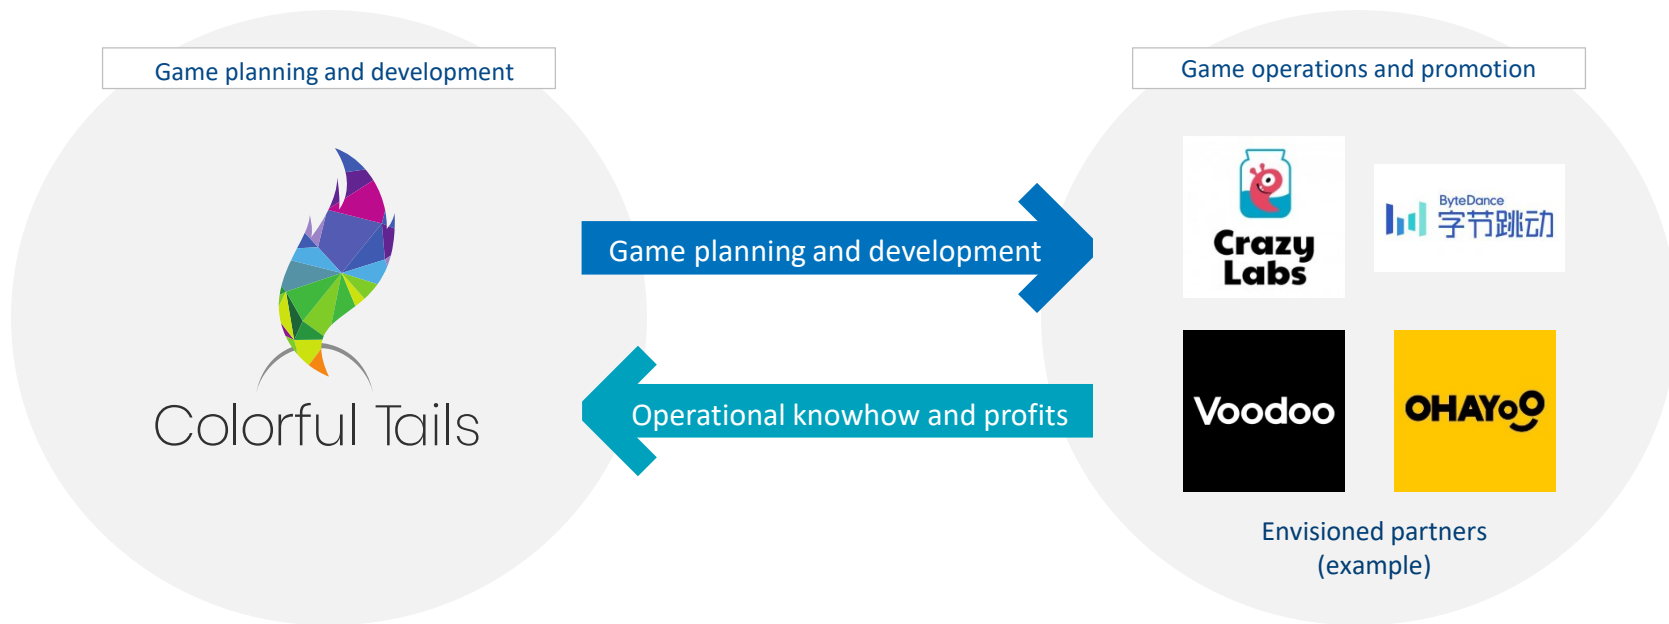 Game planning and development
Colorful Tails
Game planning and development
Operational knowhow and profits
Game operations and promotion
Crazy
Labs
ByteDance
字节跳动
Voodoo
OHAYoo
Envisioned partners
(example)